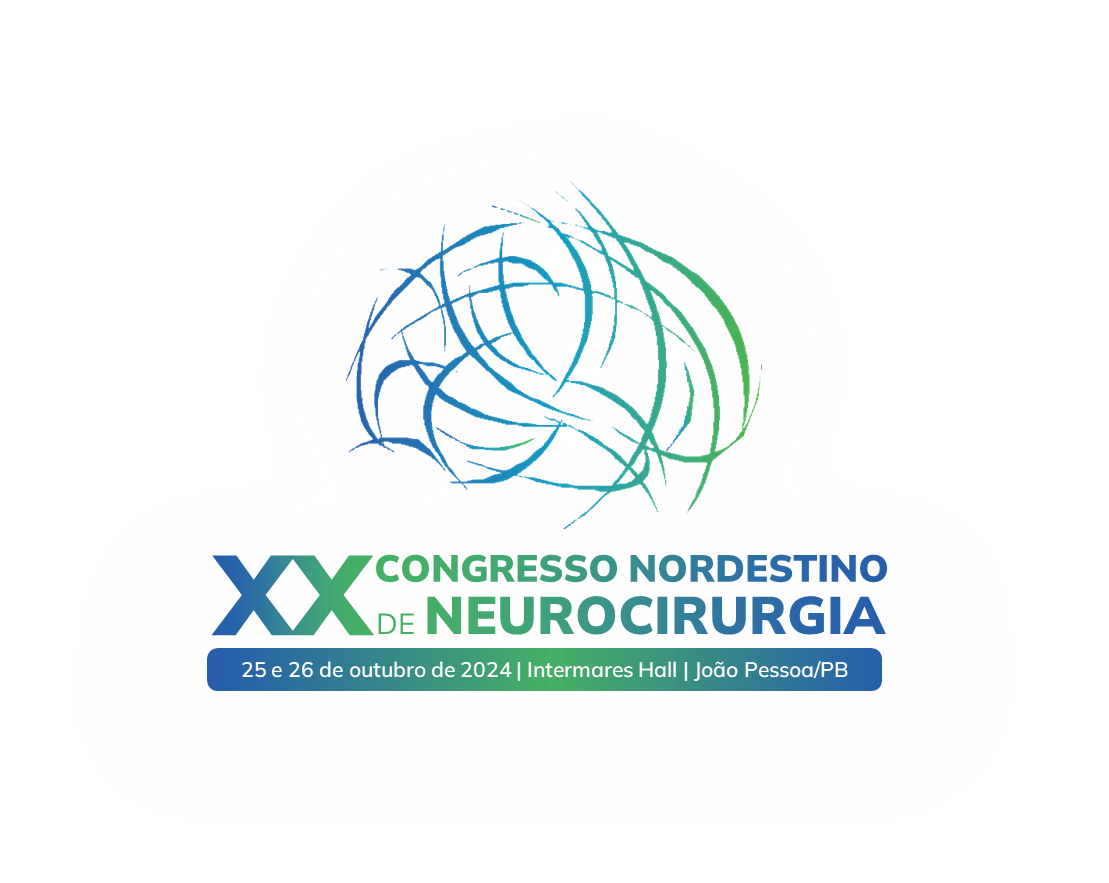 XX CONGRESSO NORDESTINO
DE NEUROCIRURGIA
25 e 26 de outubro de 2024 | Intermares Hall | João Pessoa/PB